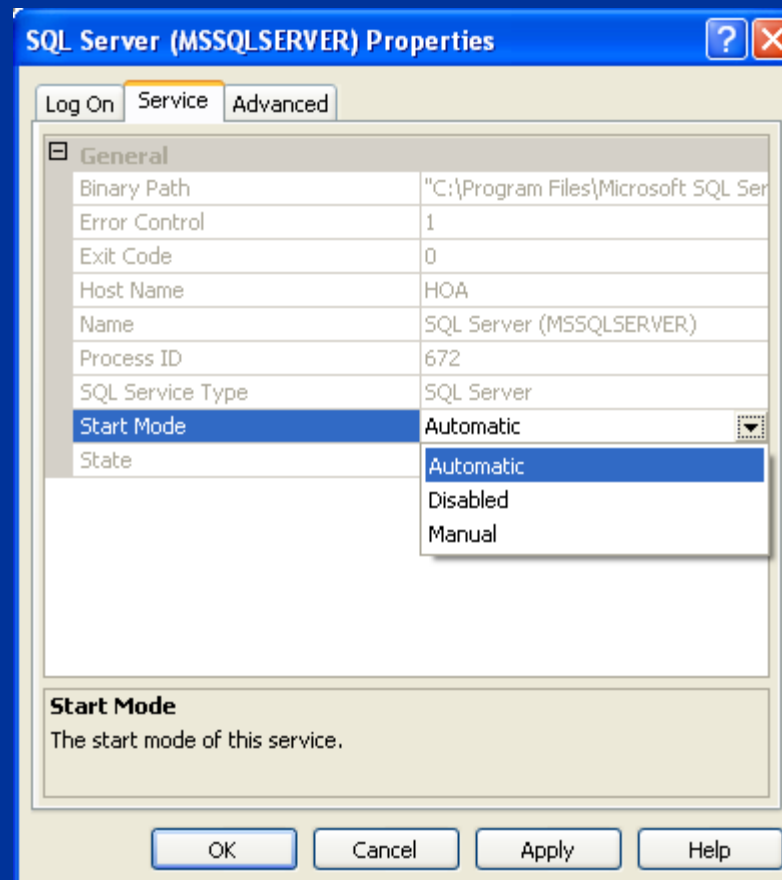 SQL Server (MSSQLSERVER) Properties
Log On Service Advanced
General
Binary Path "C:\Program Files\Microsoft SQL Ser
Error Control 1
Exit Code 0
Host Name HOA
Name SQL Server (MSSQLSERVER)
Process ID 672
SQL Service Type SQL Server
Start Mode Automatic
State Automatic
Disabled
Manual
Start Mode
The start mode of this service.
OK Cancel Apply Help